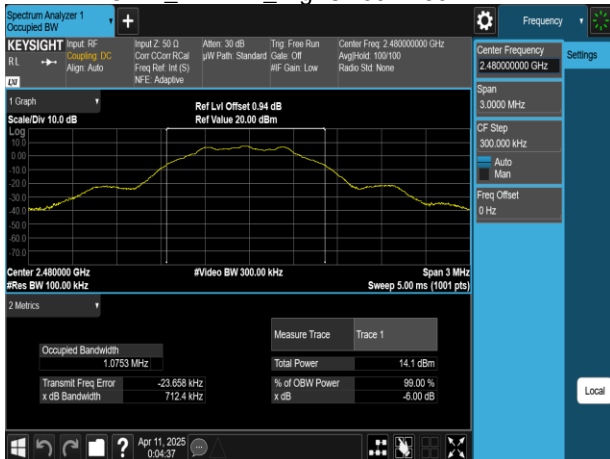 Spectrum Analyzer 1
Occupied BW
+
Frequency
KEYSIGHT
RL
LXI
Input: RF
Coupling: DC
Align: Auto
Input Z: 50 Ω
Corr CCorr RCal
Freq Ref: Int (S)
NFE: Adaptive
Atten: 30 dB
µW Path: Standard
Trig: Free Run
Gate: Off
#IF Gain: Low
Center Freq: 2.480000000 GHz
Avg|Hold: 100/100
Radio Std: None
Center Frequency
2.480000000 GHz
Settings
Span
3.0000 MHz
CF Step
300.000 kHz
Auto
Man
Freq Offset
0 Hz
Local
1 Graph
Scale/Div 10.0 dB
Ref Lvl Offset 0.94 dB
Ref Value 20.00 dBm
Log
10.0
0.00
-10.0
-20.0
-30.0
-40.0
-50.0
-60.0
-70.0
Center 2.480000 GHz
#Res BW 100.00 kHz
#Video BW 300.00 kHz
Span 3 MHz
Sweep 5.00 ms (1001 pts)
2 Metrics
Measure Trace
Trace 1
Occupied Bandwidth
1.0753 MHz
Total Power
14.1 dBm
Transmit Freq Error
-23.658 kHz
% of OBW Power
99.00 %
x dB Bandwidth
712.4 kHz
x dB
-6.00 dB
?
Apr 11, 2025
0:04:37